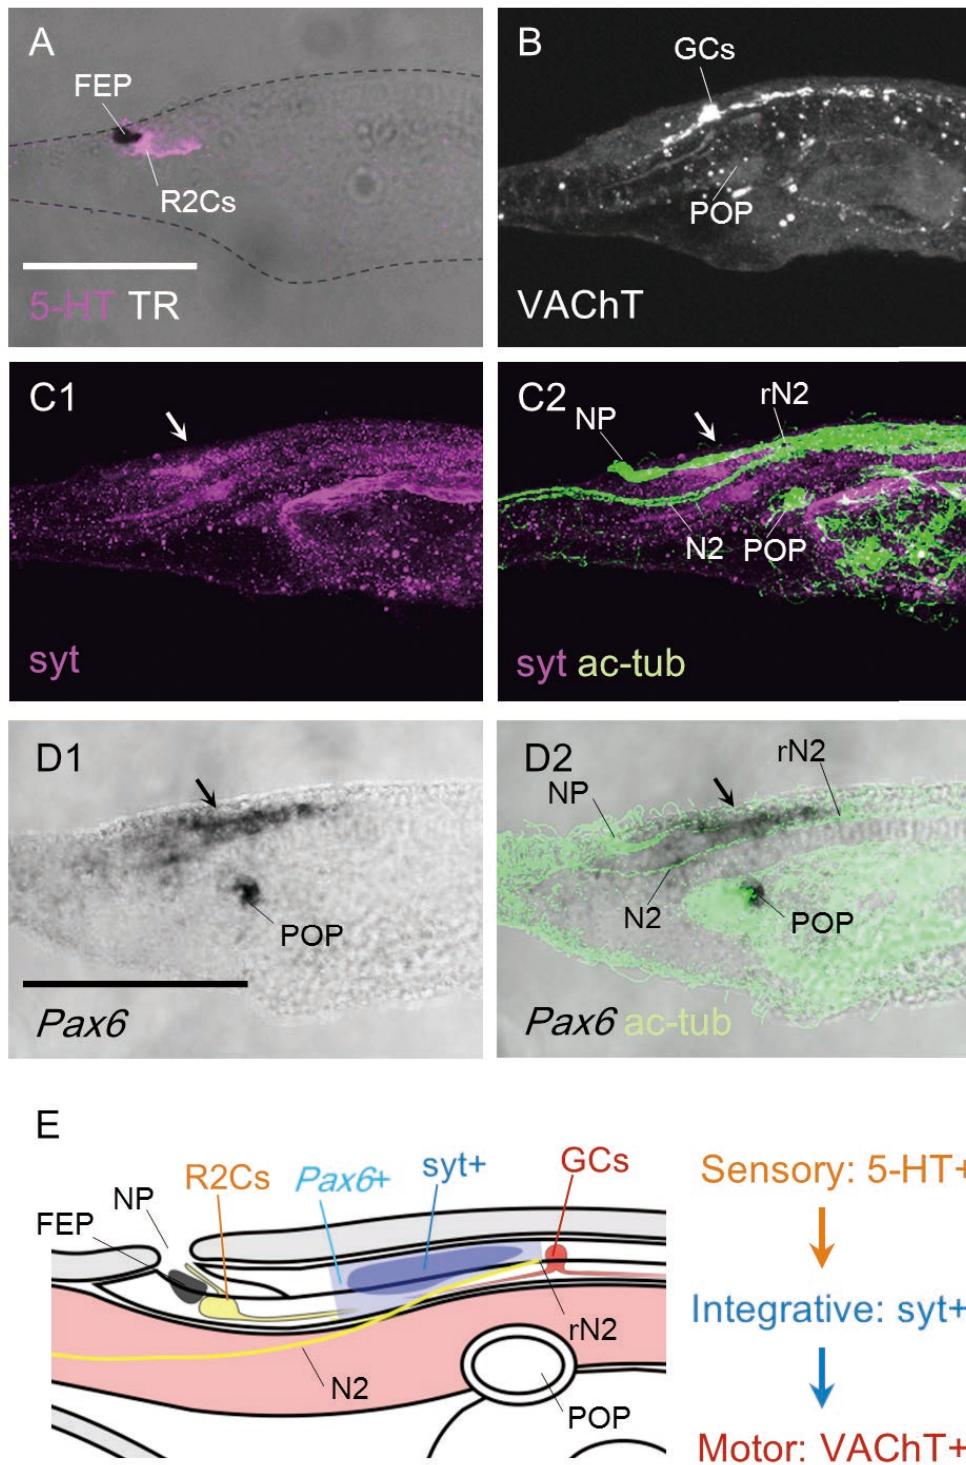 A
FEP
R2Cs
5-HT TR
B
GCs
POP
VAChT
C1
syt
C2
rN2
NP
N2
POP
syt ac-tub
D1
POP
Pax6
D2
rN2
NP
N2
POP
Pax6 ac-tub
E
R2Cs
Pax6+
syt+
GCs
NP
FEP
rN2
N2
POP
Sensory: 5-HT+
Integrative: syt+
Motor: VAChT+